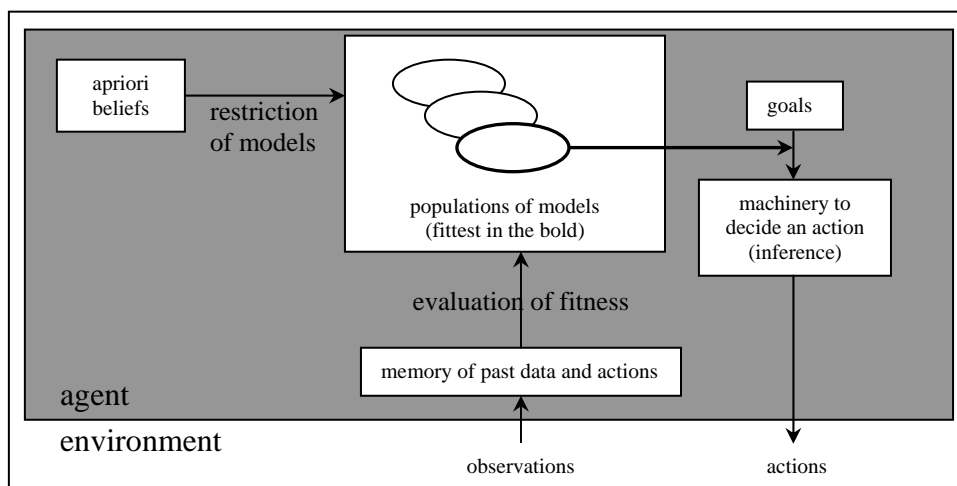 apriori
beliefs
restriction
of models
populations of models
(fittest in the bold)
goals
machinery to
decide an action
(inference)
evaluation of fitness
memory of past data and actions
agent
environment
observations
actions